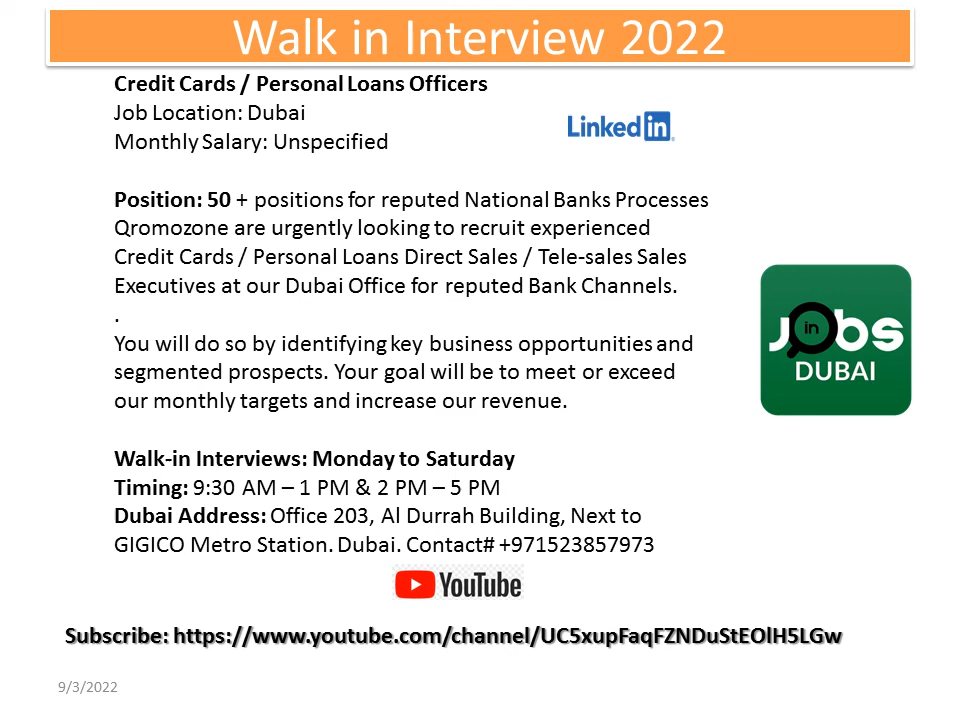 Walk in Interview 2022
Credit Cards / Personal Loans Officers
Job Location: Dubai
Monthly Salary: Unspecified
Linked in
Position: 50 + positions for reputed National Banks Processes
Qromozone are urgently looking to recruit experienced
Credit Cards / Personal Loans Direct Sales / Tele-sales Sales
Executives at our Dubai Office for reputed Bank Channels.
.
You will do so by identifying key business opportunities and
segmented prospects. Your goal will be to meet or exceed
our monthly targets and increase our revenue.
Jobs in
DUBAI
Walk-in Interviews: Monday to Saturday
Timing: 9:30 AM – 1 PM & 2 PM – 5 PM
Dubai Address: Office 203, Al Durrah Building, Next to
GIGICO Metro Station. Dubai. Contact# +971523857973
YouTube
Subscribe: https://www.youtube.com/channel/UC5xupFaqFZNDuStEOlH5LGw
9/3/2022